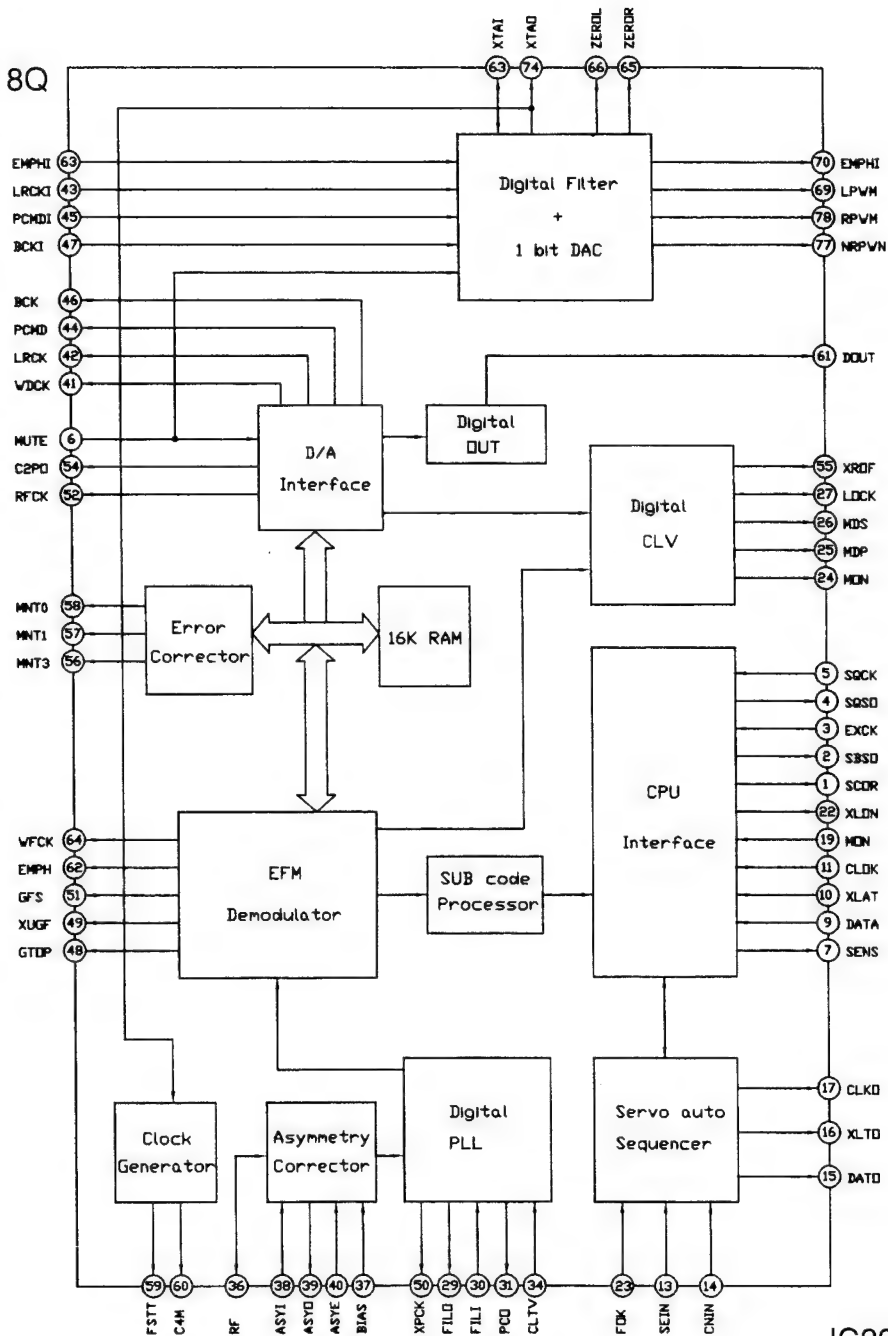 XTAI
XTAO
ZEROL
ZEROR
63
74
66
65
8Q
EMPHI 63
LRCKI 43
PCMDI 45
BCKI 47
Digital Filter
+
1 bit DAC
70 EMPHI
69 LPWM
78 RPWM
77 NRPWN
BCK 46
PCMD 44
LRCK 42
WDCK 41
MUTE 6
C2PO 54
RFCK 52
D/A
Interface
Digital
OUT
61 DOUT
Digital
CLV
55 XROF
27 LOCK
26 MDS
25 MDP
24 MON
MNT0 58
MNT1 57
MNT3 56
Error
Corrector
16K RAM
CPU
Interface
5 SQCK
4 SQSO
3 EXCK
2 SBSO
1 SCOR
22 XLON
19 MON
11 CLOK
10 XLAT
9 DATA
7 SENS
WFCK 64
EMPH 62
GFS 51
XUGF 49
GTOP 48
EFM
Demodulator
SUB code
Processor
Clock
Generator
Asymmetry
Corrector
Digital
PLL
Servo auto
Sequencer
17 CLKO
16 XLTO
15 DATO
59
60
36
38
39
40
37
50
29
30
31
34
23
13
14
FSTT
C4M
RF
ASYI
ASYO
ASYE
BIAS
XPCK
FILO
FILI
PCO
CLTV
FOK
SEIN
CNIN